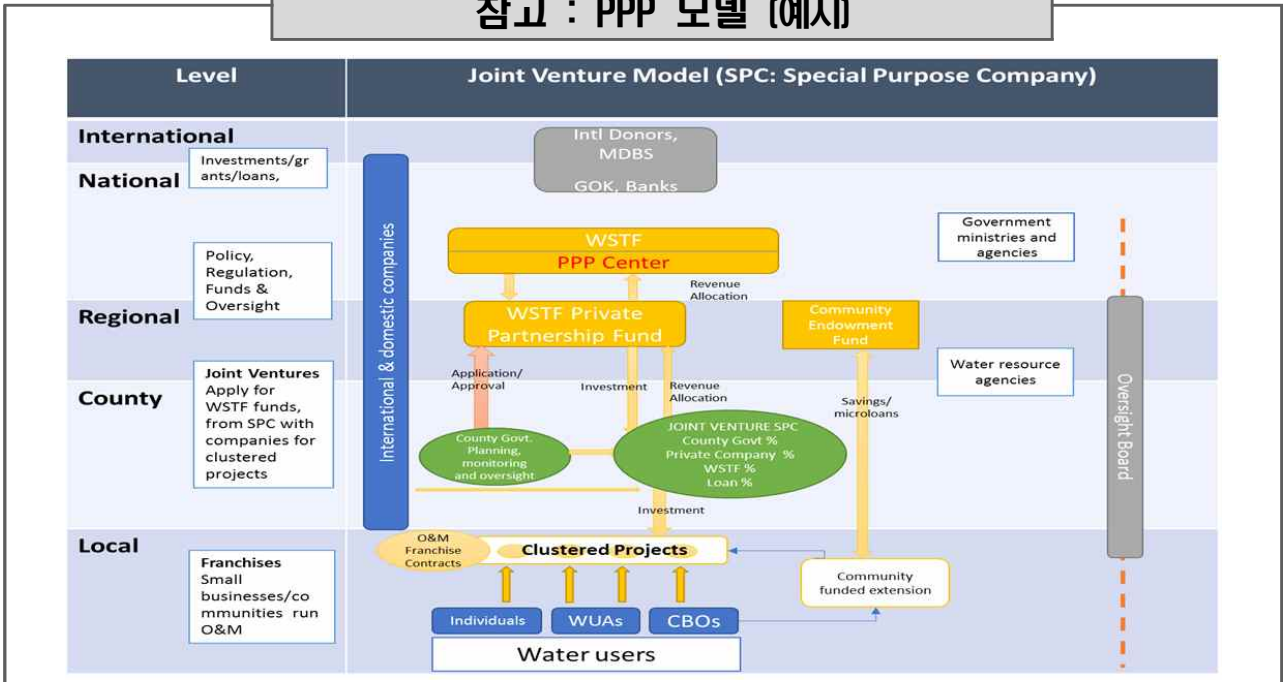 참고 : PPP 모델 (예시)
Level
Joint Venture Model (SPC: Special Purpose Company)
International
Investments/gr
ants/loans,
National
Intl Donors,
MDBS
GOK, Banks
International & domestic companies
Policy,
Regulation,
Funds &
Oversight
WSTF
PPP Center
Government
ministries and
agencies
Revenue
Allocation
Regional
WSTF Private
Partnership Fund
Community
Endowment
Fund
Water resource
agencies
Oversight Board
County
Joint Ventures
Apply for
WSTF funds,
from SPC with
companies for
clustered
projects
Application/
Approval
Investment
Revenue
Allocation
Savings/
microloans
County Govt.
Planning,
monitoring
and oversight
JOINT VENTURE SPC
County Govt %
Private Company %
WSTF %
Loan %
Investment
Local
Franchises
Small
businesses/co
mmunities run
O&M
O&M
Franchise
Contracts
Clustered Projects
Community
funded extension
Individuals
WUAs
CBOs
Water users